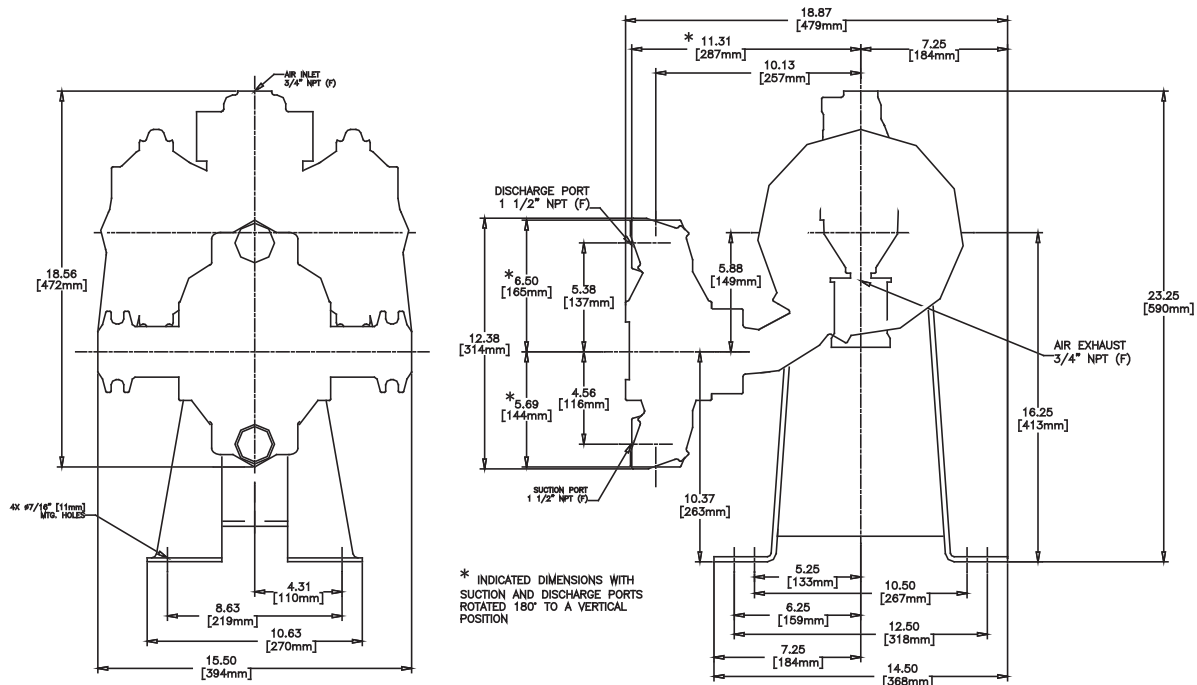 AIR INLET
3/4" NPT (F)
18.56
[472mm]
4X ø7/16" [11mm]
MTG. HOLES
4.31
[110mm]
8.63
[219mm]
10.63
[270mm]
15.50
[394mm]
18.87
[479mm]
* 11.31
[287mm]
7.25
[184mm]
10.13
[257mm]
DISCHARGE PORT
1 1/2" NPT (F)
*6.50
[165mm]
5.38
[137mm]
5.88
[149mm]
12.38
[314mm]
*5.69
[144mm]
4.56
[116mm]
SUCTION PORT
1 1/2" NPT (F)
10.37
[263mm]
23.25
[590mm]
AIR EXHAUST
3/4" NPT (F)
16.25
[413mm]
* INDICATED DIMENSIONS WITH
SUCTION AND DISCHARGE PORTS
ROTATED 180° TO A VERTICAL
POSITION
5.25
[133mm]
10.50
[267mm]
6.25
[159mm]
12.50
[318mm]
7.25
[184mm]
14.50
[368mm]